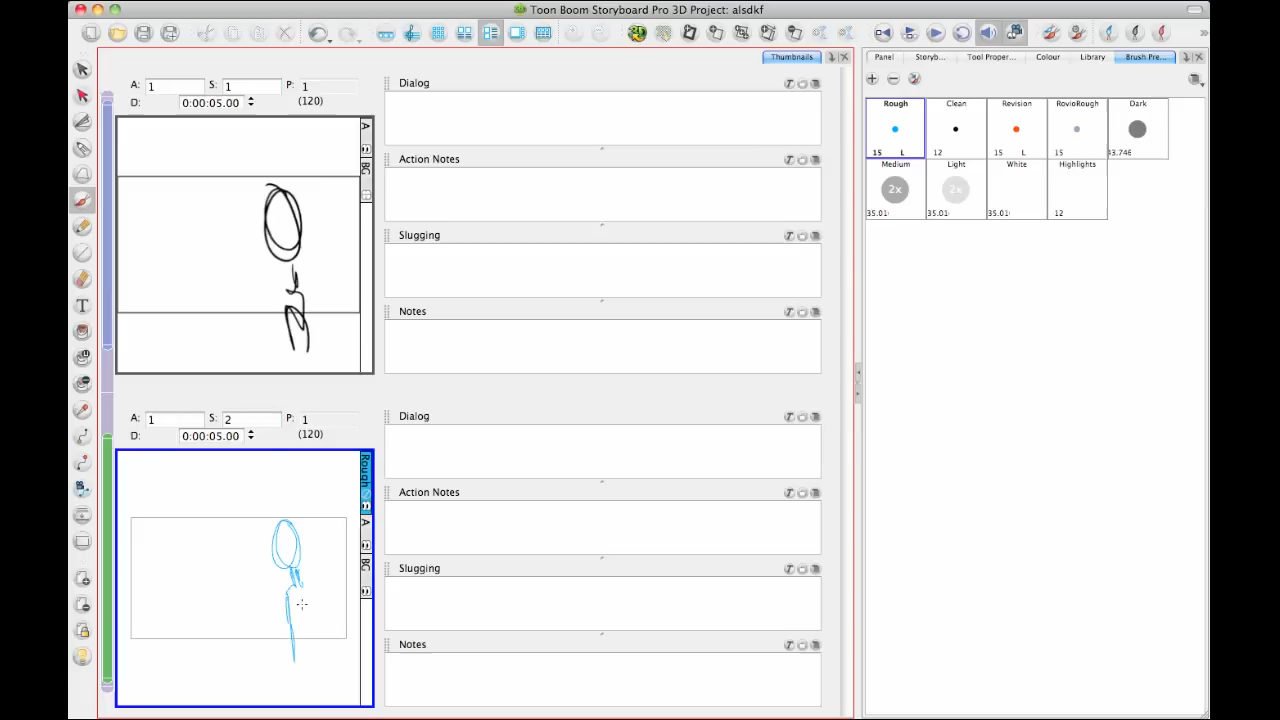 Toon Boom Storyboard Pro 3D Project: alsdkf
Thumbnails
Panel Storyb... Tool Proper... Colour Library Brush Pre...
A: 1 S: 1 P: 1
D: 0:00:05.00 (120)
A
BG
Dialog
Action Notes
Slugging
Notes
A: 1 S: 2 P: 1
D: 0:00:05.00 (120)
Rough
A
BG
Dialog
Action Notes
Slugging
Notes
Rough Clean Revision RovioRough Dark
15 L 12 15 L 15 43.746
Medium Light White Highlights
2x 2x
35.01 35.01 35.01 12
T